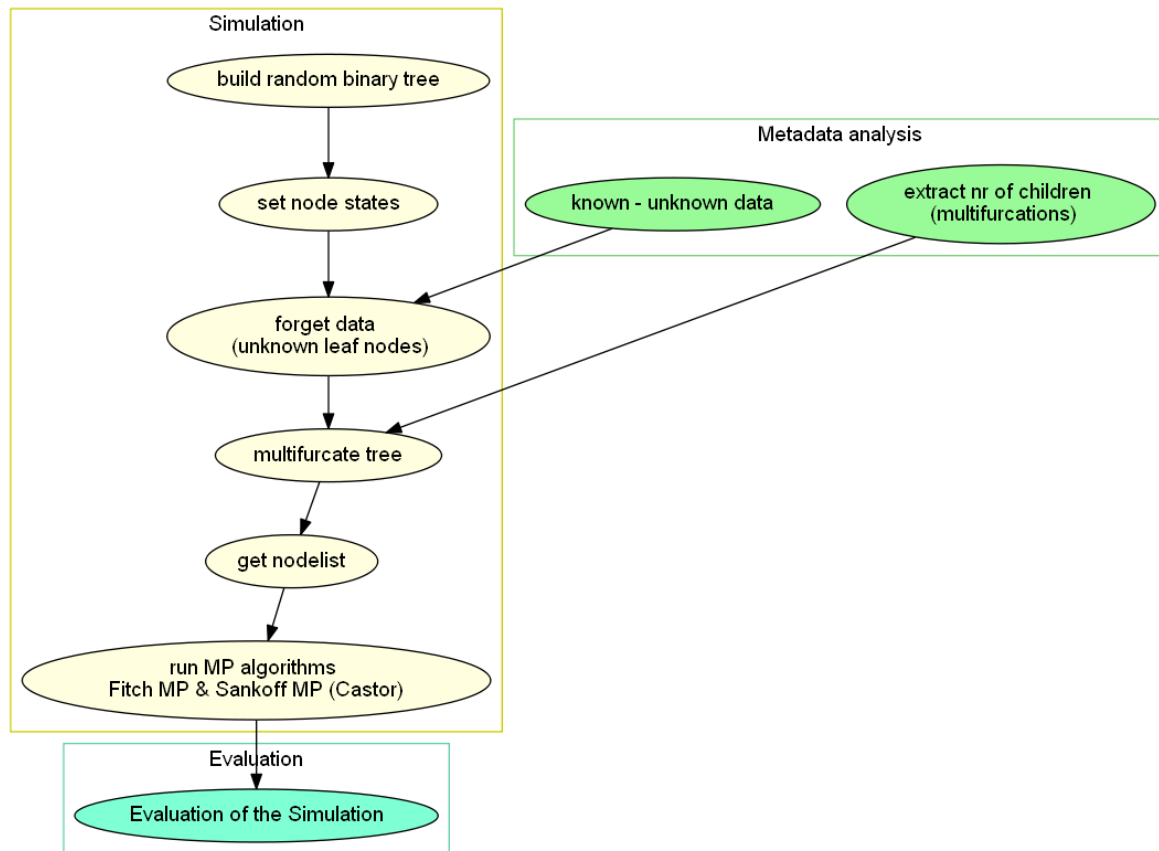 Simulation
build random binary tree
Metadata analysis
set node states
known - unknown data
extract nr of children
(multifurcations)
forget data
(unknown leaf nodes)
multifurcate tree
get nodelist
run MP algorithms
Fitch MP & Sankoff MP (Castor)
Evaluation
Evaluation of the Simulation